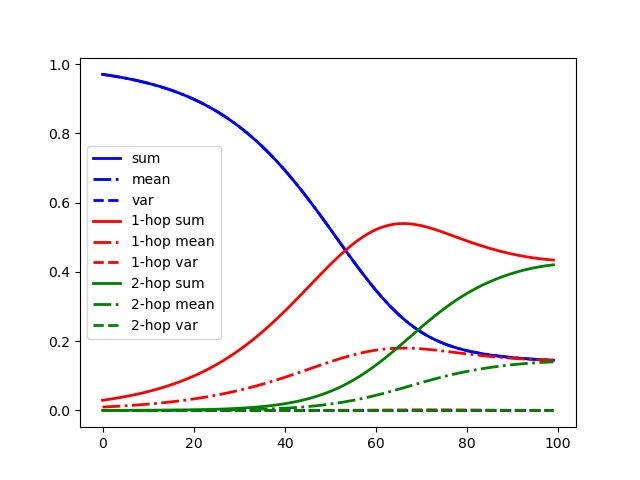 1.0
0.8
0.6
0.4
0.2
0.0
sum
mean
var
1-hop sum
1-hop mean
1-hop var
2-hop sum
2-hop mean
2-hop var
0 20 40 60 80 100